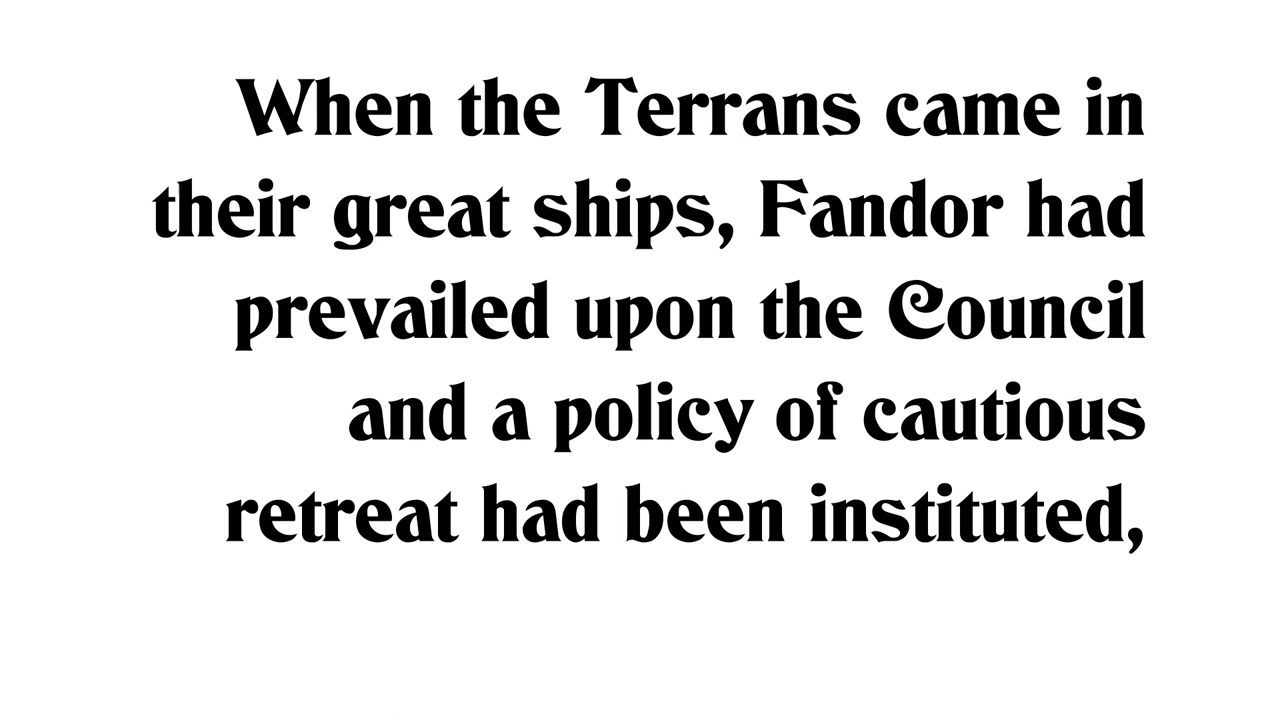 When the Terrans came in
their great ships, Fandor had
prevailed upon the Council
and a policy of cautious
retreat had been instituted,